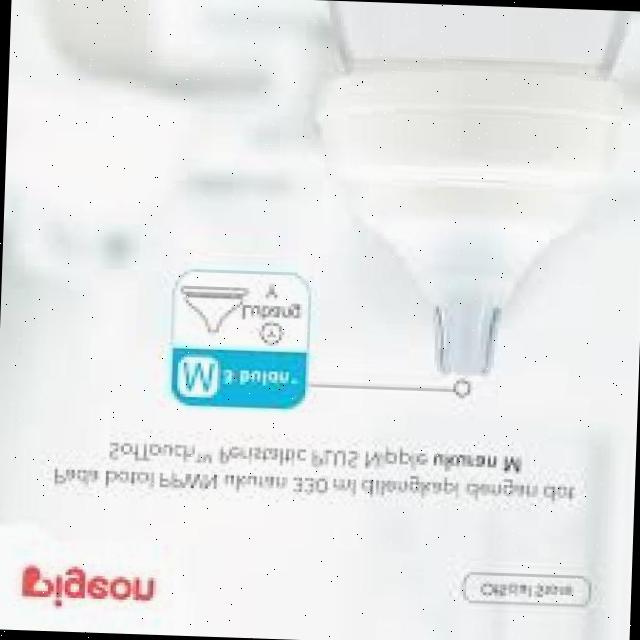 Pigeon
Official Store
Pada botol PPWN ukuran 330 ml dilengkapi dengan dot
SofTouch™ Peristaltic PLUS Nipple ukuran M
M 3 bulan+
Y
Lubang
Y